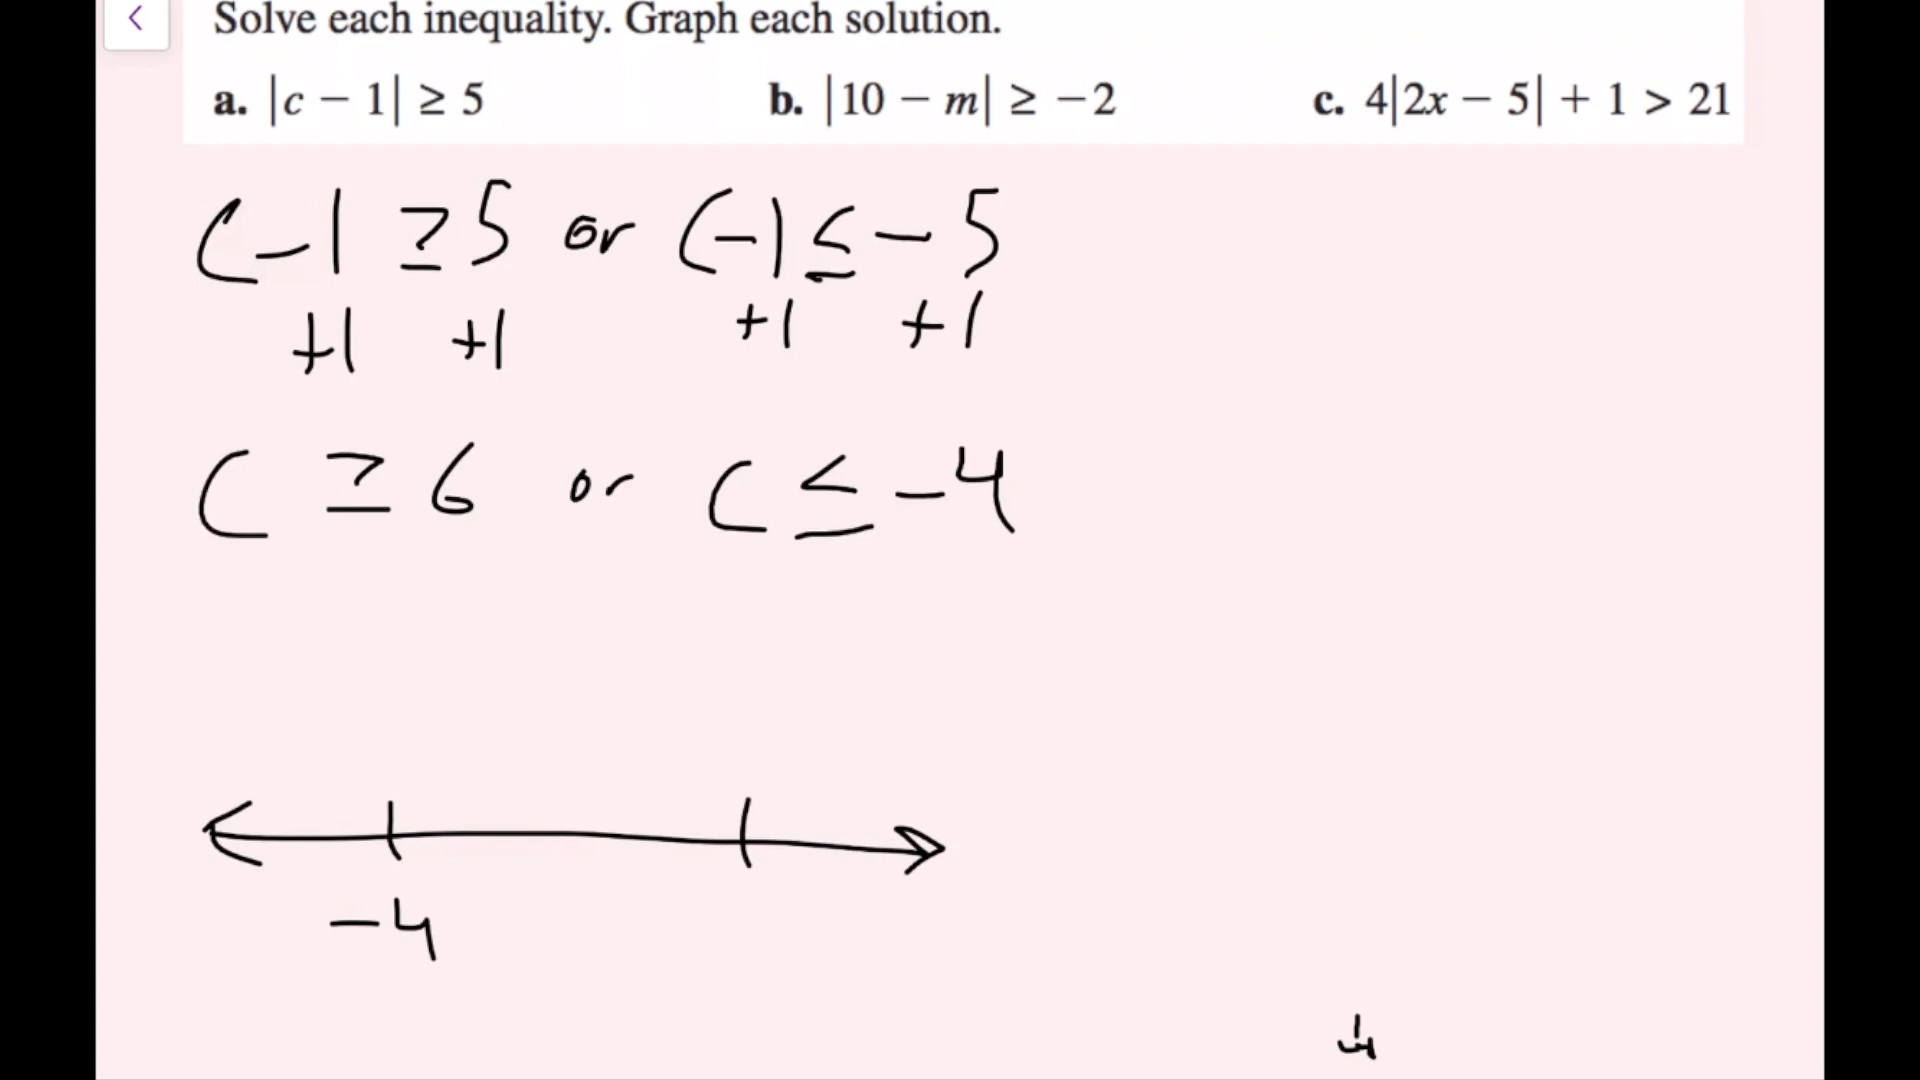 Solve each inequality. Graph each solution.
a. |c − 1| ≥ 5 b. |10 − m| ≥ −2 c. 4|2x − 5| + 1 > 21
C − 1 ≥ 5 or C − 1 ≤ − 5
+1 +1 +1 +1
C ≥ 6 or C ≤ − 4
− 4